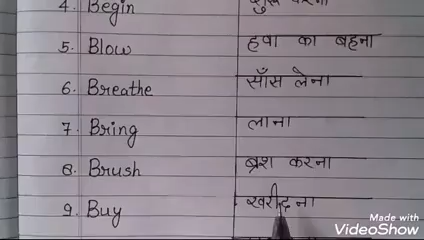 4. Begin शुरू करना
5. Blow हवा का बहना
6. Breathe साँस लेना
7. Bring लाना
8. Brush ब्रश करना
9. Buy खरीदना
Made with
VideoShow